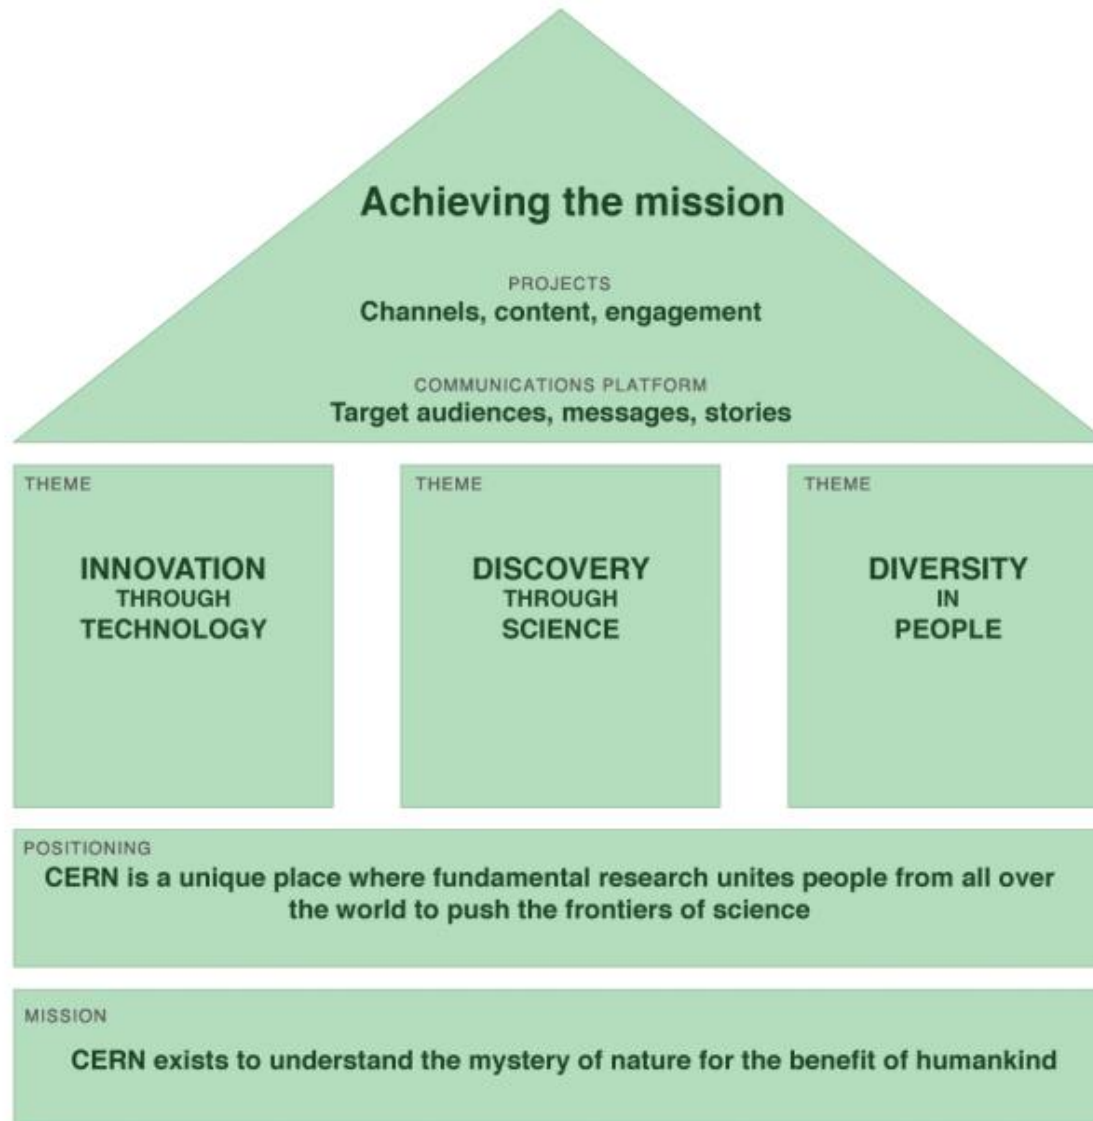 Achieving the mission
PROJECTS
Channels, content, engagement
COMMUNICATIONS PLATFORM
Target audiences, messages, stories
THEME
INNOVATION
THROUGH
TECHNOLOGY
THEME
DISCOVERY
THROUGH
SCIENCE
THEME
DIVERSITY
IN
PEOPLE
POSITIONING
CERN is a unique place where fundamental research unites people from all over
the world to push the frontiers of science
MISSION
CERN exists to understand the mystery of nature for the benefit of humankind